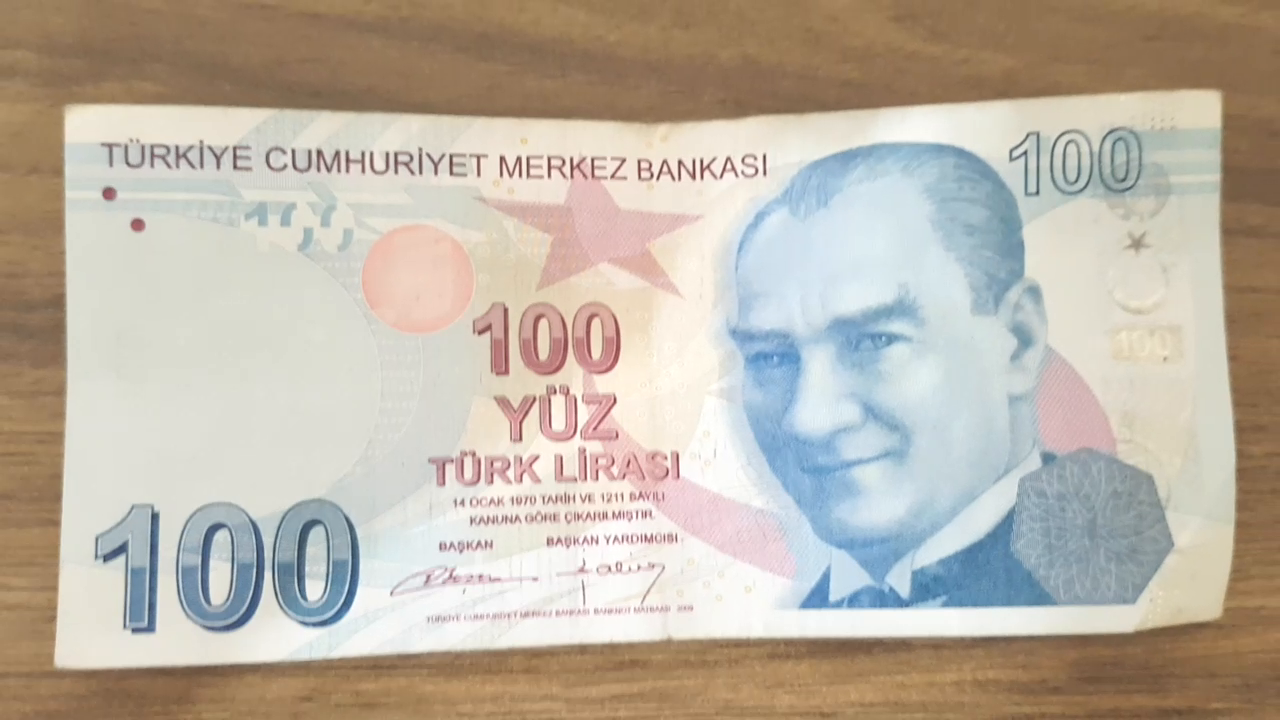 TÜRKİYE CUMHURİYET MERKEZ BANKASI
100
100
100
YÜZ
TÜRK LİRASI
14 OCAK 1970 TARİH VE 1211 SAYILI
KANUNA GÖRE ÇIKARILMIŞTIR.
BAŞKAN BAŞKAN YARDIMCISI
100
TÜRKİYE CUMHURİYET MERKEZ BANKASI BANKNOT MATBAASI 2009
100